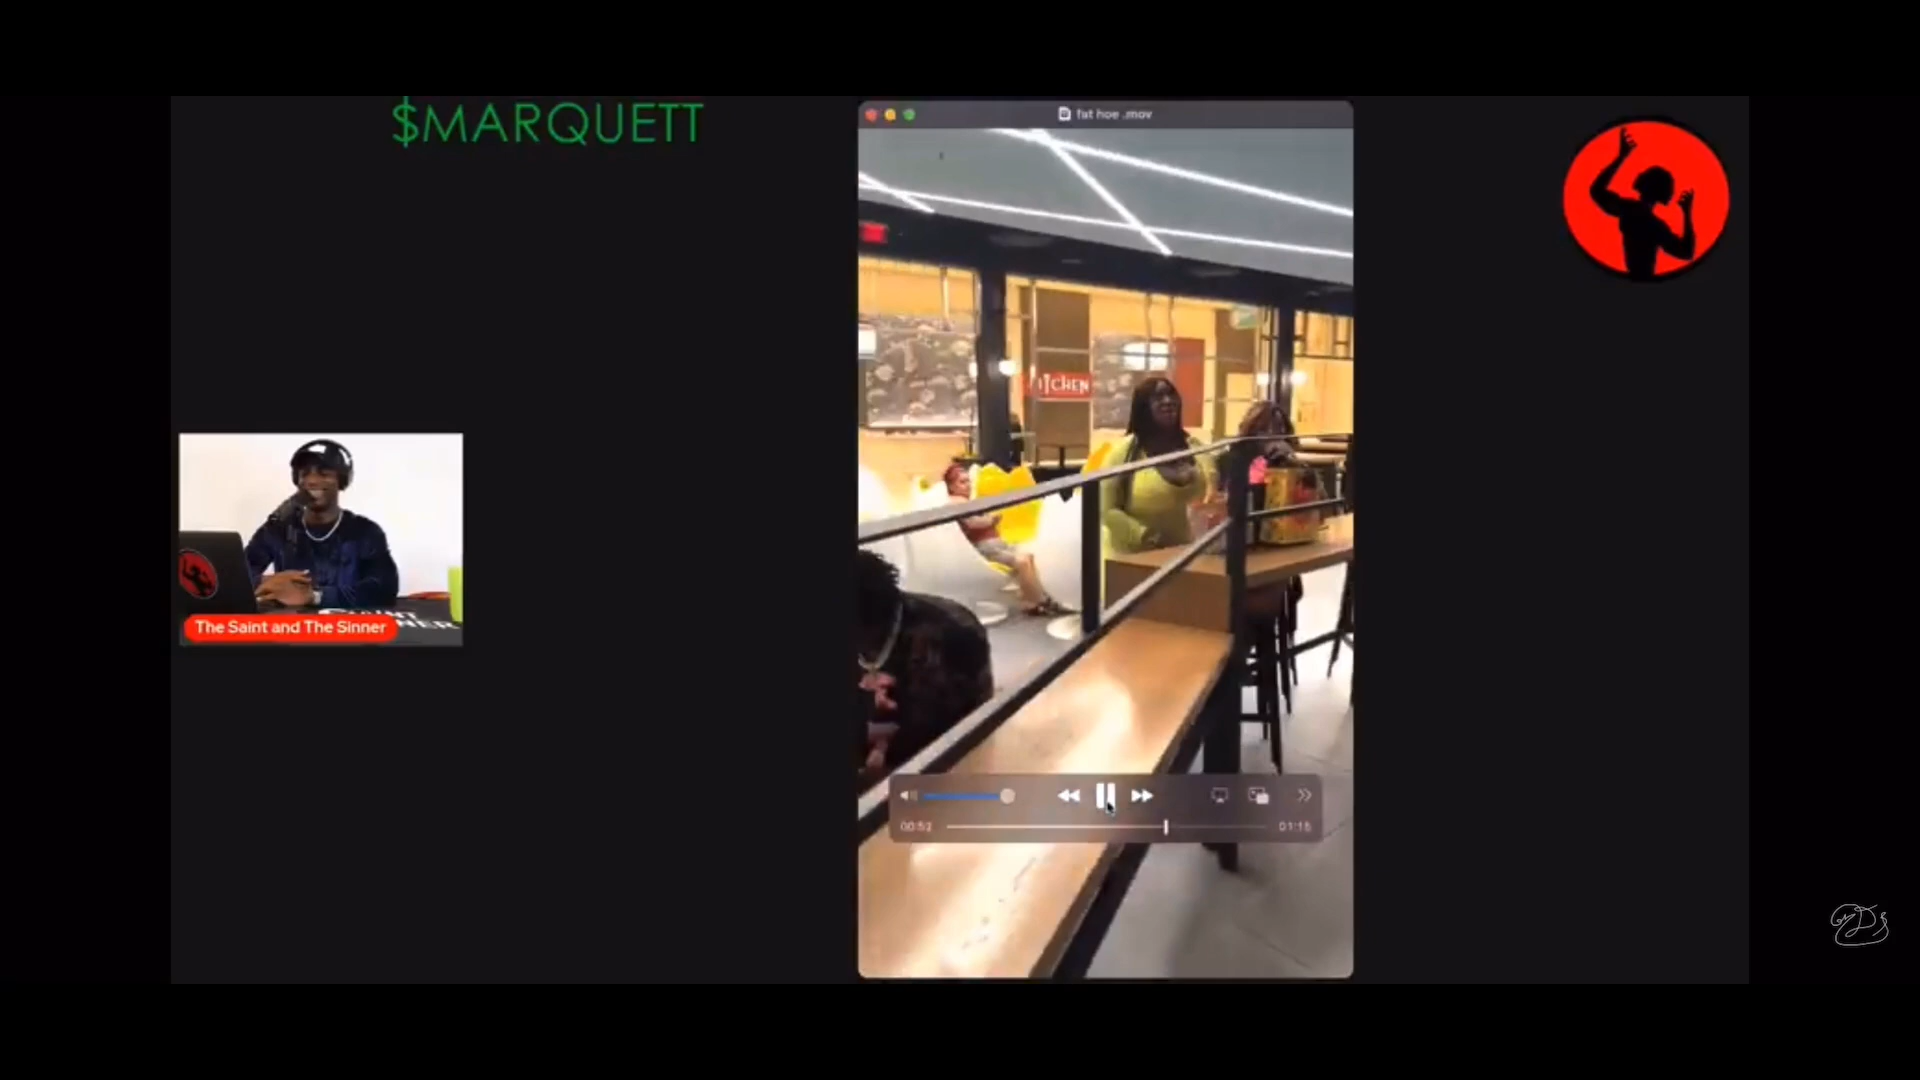 $MARQUETT
fat hoe .mov
ITCHEN
The Saint and The Sinner
00:52
01:15